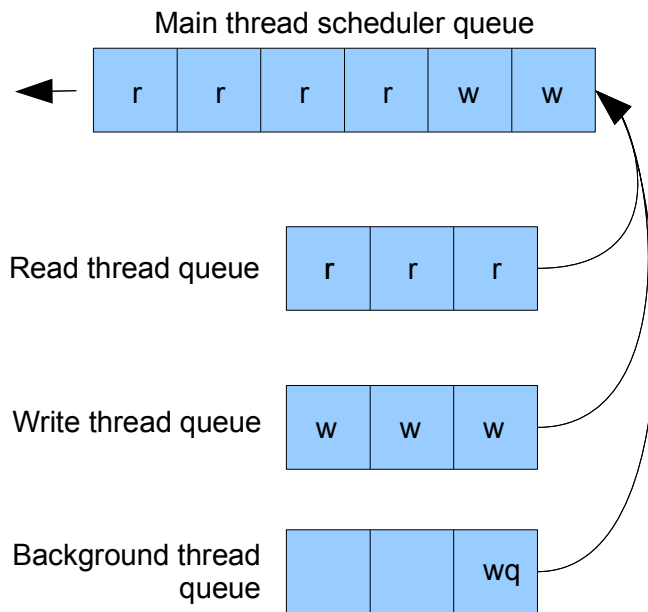 Main thread scheduler queue
r r r r w w
Read thread queue r r r
Write thread queue w w w
Background thread
queue
wq